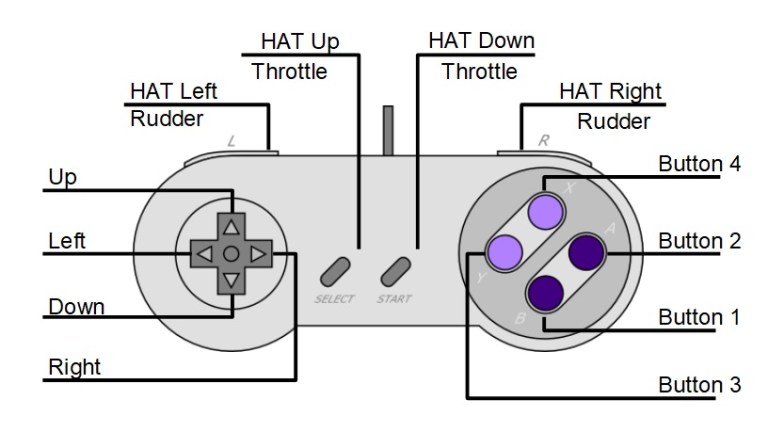 HAT Up
Throttle
HAT Down
Throttle
HAT Left
Rudder
HAT Right
Rudder
L
R
Up
Button 4
X
A
Left
Button 2
Y
SELECT
START
Down
B
Button 1
Right
Button 3